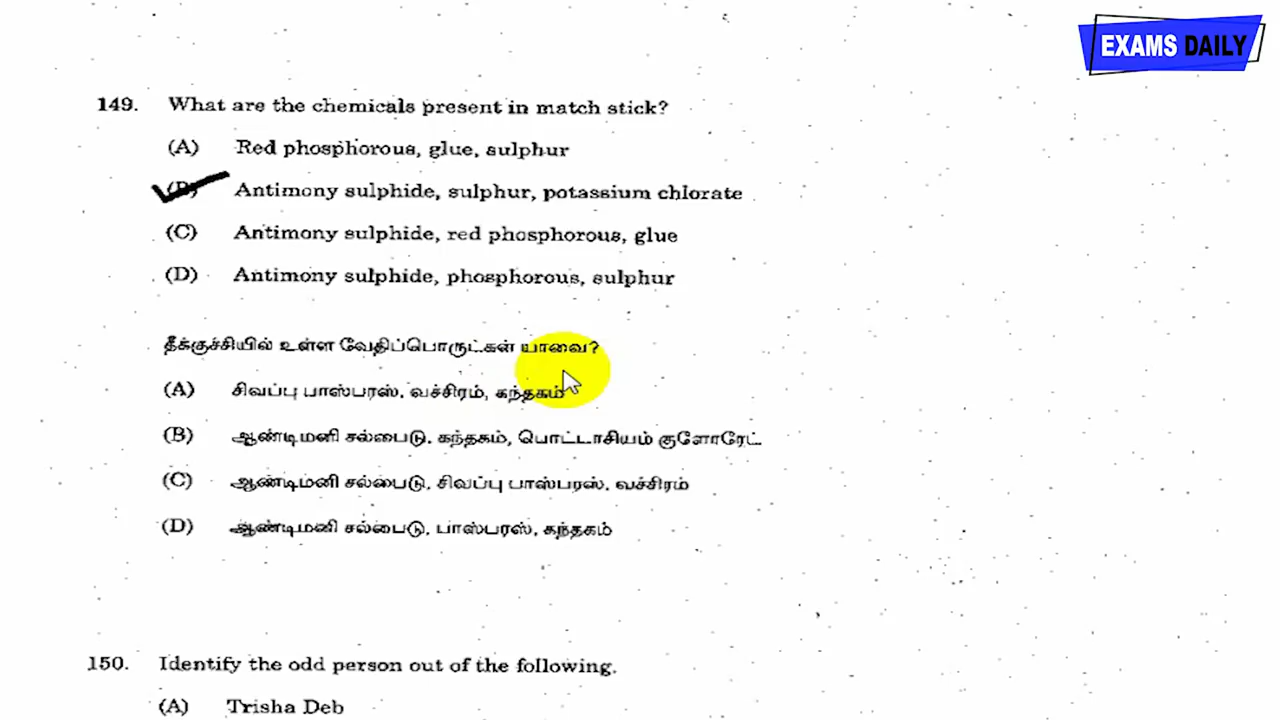 EXAMS DAILY
149. What are the chemicals present in match stick?
(A) Red phosphorous, glue, sulphur
(B) Antimony sulphide, sulphur, potassium chlorate
(C) Antimony sulphide, red phosphorous, glue
(D) Antimony sulphide, phosphorous, sulphur
தீக்குச்சியில் உள்ள வேதிப்பொருட்கள் யாவை?
(A) சிவப்பு பாஸ்பரஸ், வச்சிரம், கந்தகம்
(B) ஆண்டிமனி சல்பைடு, கந்தகம், பொட்டாசியம் குளோரேட்
(C) ஆண்டிமனி சல்பைடு, சிவப்பு பாஸ்பரஸ், வச்சிரம்
(D) ஆண்டிமனி சல்பைடு, பாஸ்பரஸ், கந்தகம்
150. Identify the odd person out of the following.
(A) Trisha Deb